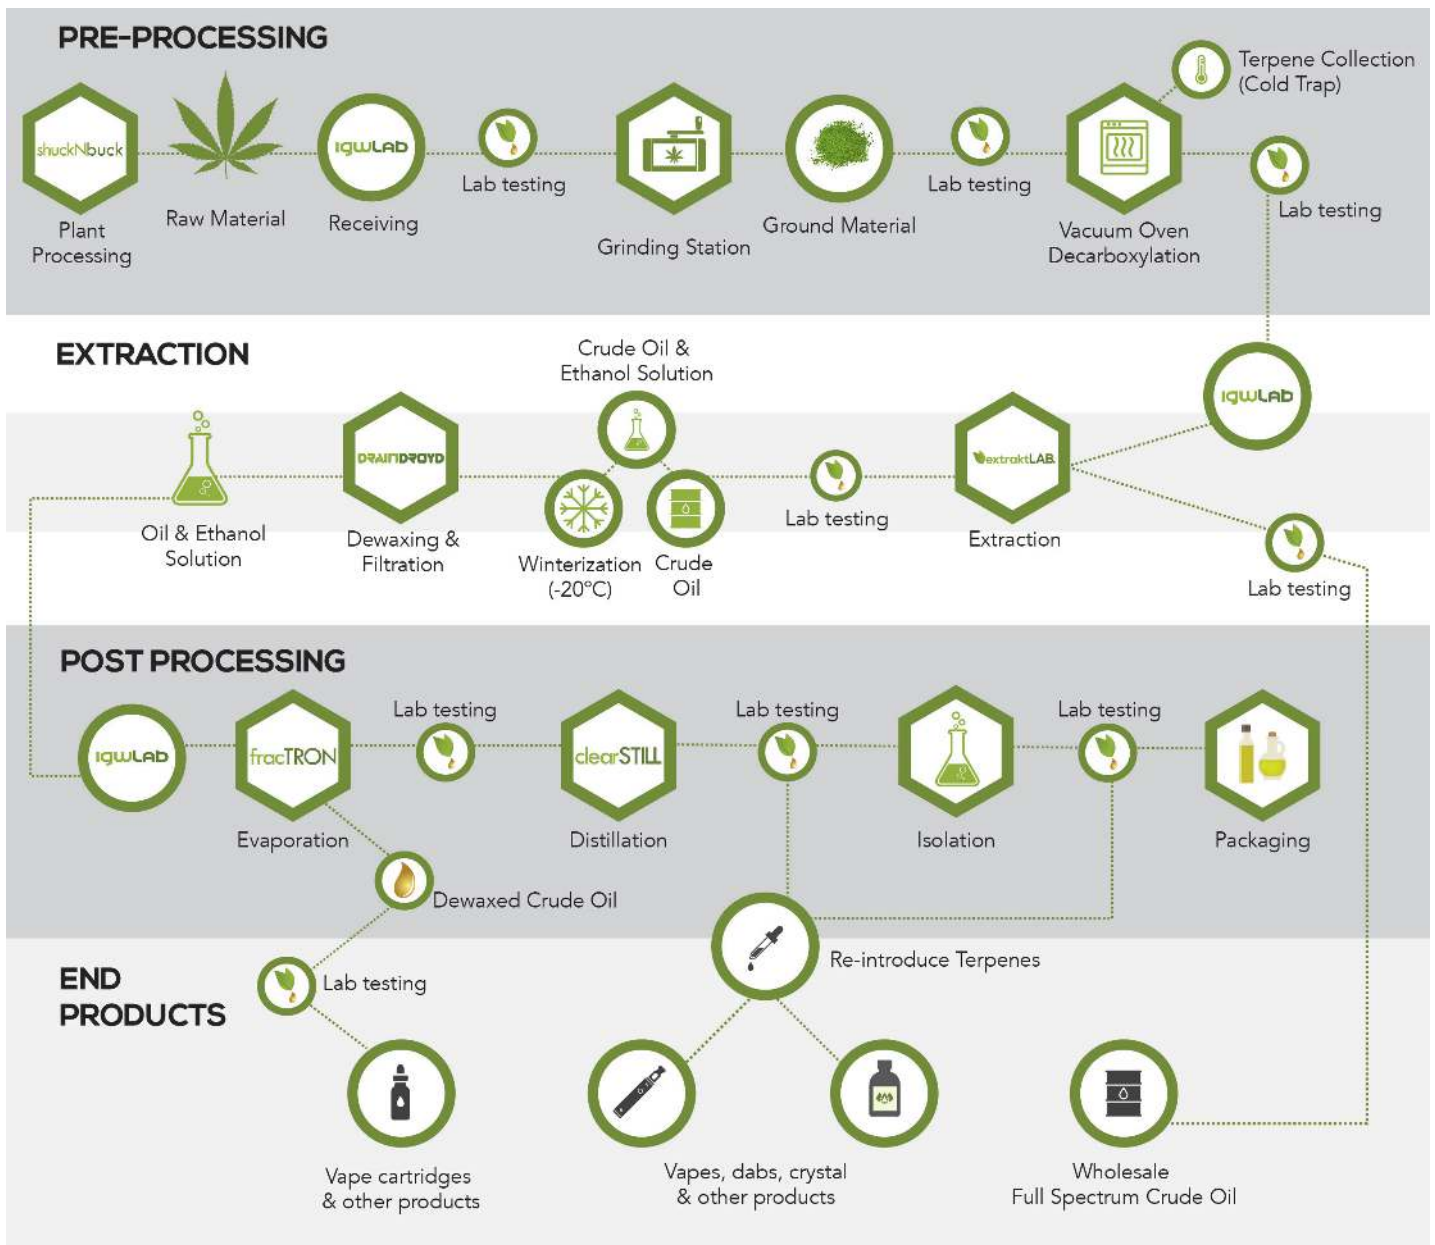 PRE-PROCESSING
Terpene Collection
(Cold Trap)
shuckNbuck
IGWLAB
Lab testing
Lab testing
Lab testing
Raw Material
Receiving
Ground Material
Plant
Processing
Grinding Station
Vacuum Oven
Decarboxylation
EXTRACTION
Crude Oil &
Ethanol Solution
IGWLAB
DRAINDROYD
extraktLAB.
Oil & Ethanol
Solution
Dewaxing &
Filtration
Winterization
(-20°C)
Crude
Oil
Lab testing
Extraction
Lab testing
POST PROCESSING
Lab testing
Lab testing
Lab testing
IGWLAB
fracTRON
clearSTILL
Evaporation
Distillation
Isolation
Packaging
Dewaxed Crude Oil
Re-introduce Terpenes
END
PRODUCTS
Lab testing
Vape cartridges
& other products
Vapes, dabs, crystal
& other products
Wholesale
Full Spectrum Crude Oil